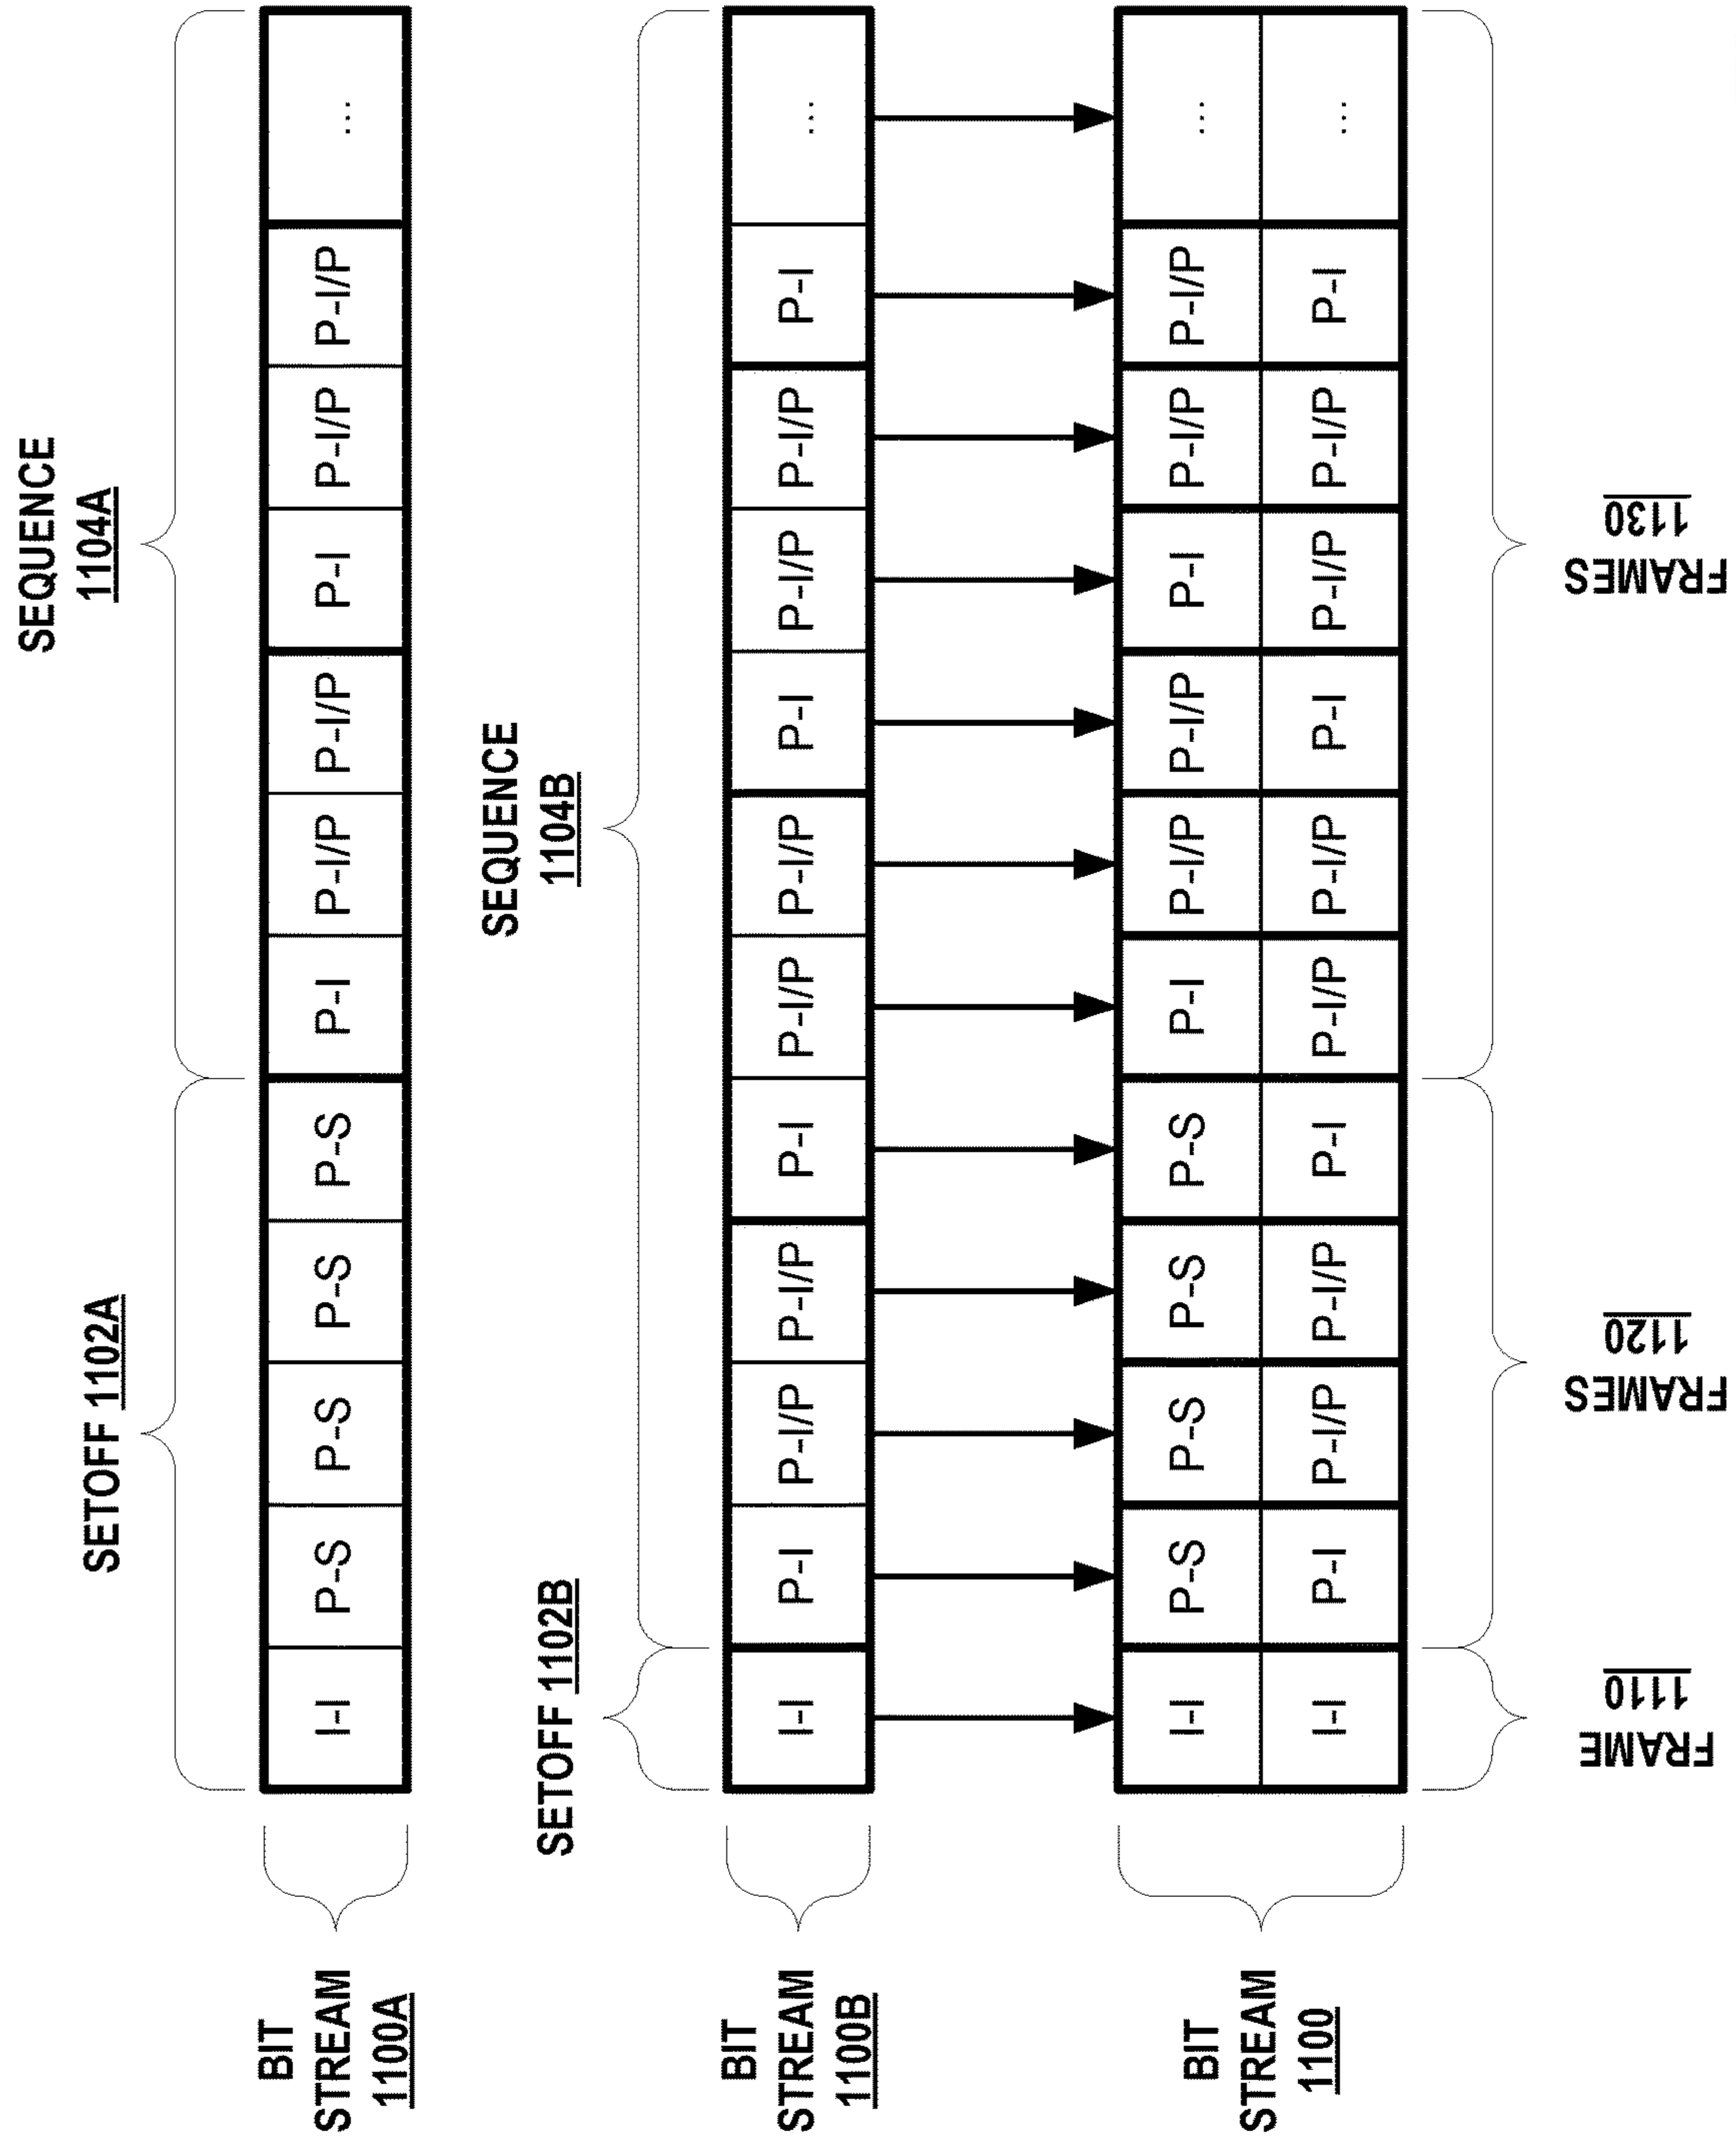 SEQUENCE
1104A
SETOFF 1102A
BIT
STREAM
1100A
I-I
P-S
P-S
P-S
P-S
P-I
P-I/P
P-I/P
P-I
P-I/P
P-I/P
...
SEQUENCE
1104B
SETOFF 1102B
BIT
STREAM
1100B
I-I
P-I
P-I/P
P-I/P
P-I
P-I/P
P-I/P
P-I
P-I/P
P-I/P
P-I
...
BIT
STREAM
1100
I-I
P-S
P-S
P-S
P-S
P-I
P-I/P
P-I/P
P-I
P-I/P
P-I/P
...
I-I
P-I
P-I/P
P-I/P
P-I
P-I/P
P-I/P
P-I
P-I/P
P-I/P
P-I
...
FRAME
1110
FRAMES
1120
FRAMES
1130